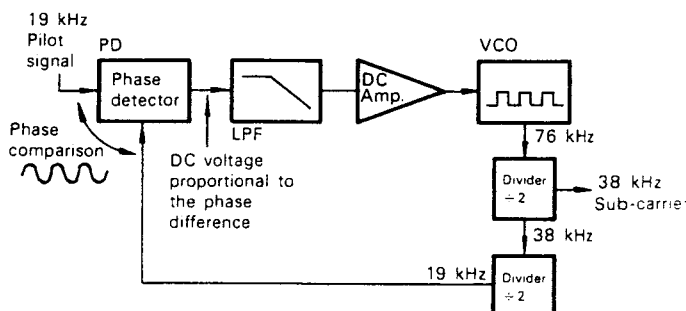 19 kHz
Pilot
signal
PD
Phase
detector
Phase
comparison
DC voltage
proportional to
the phase
difference
LPF
DC
Amp.
VCO
76 kHz
Divider
÷2
38 kHz
Sub-carrier
38 kHz
Divider
÷2
19 kHz